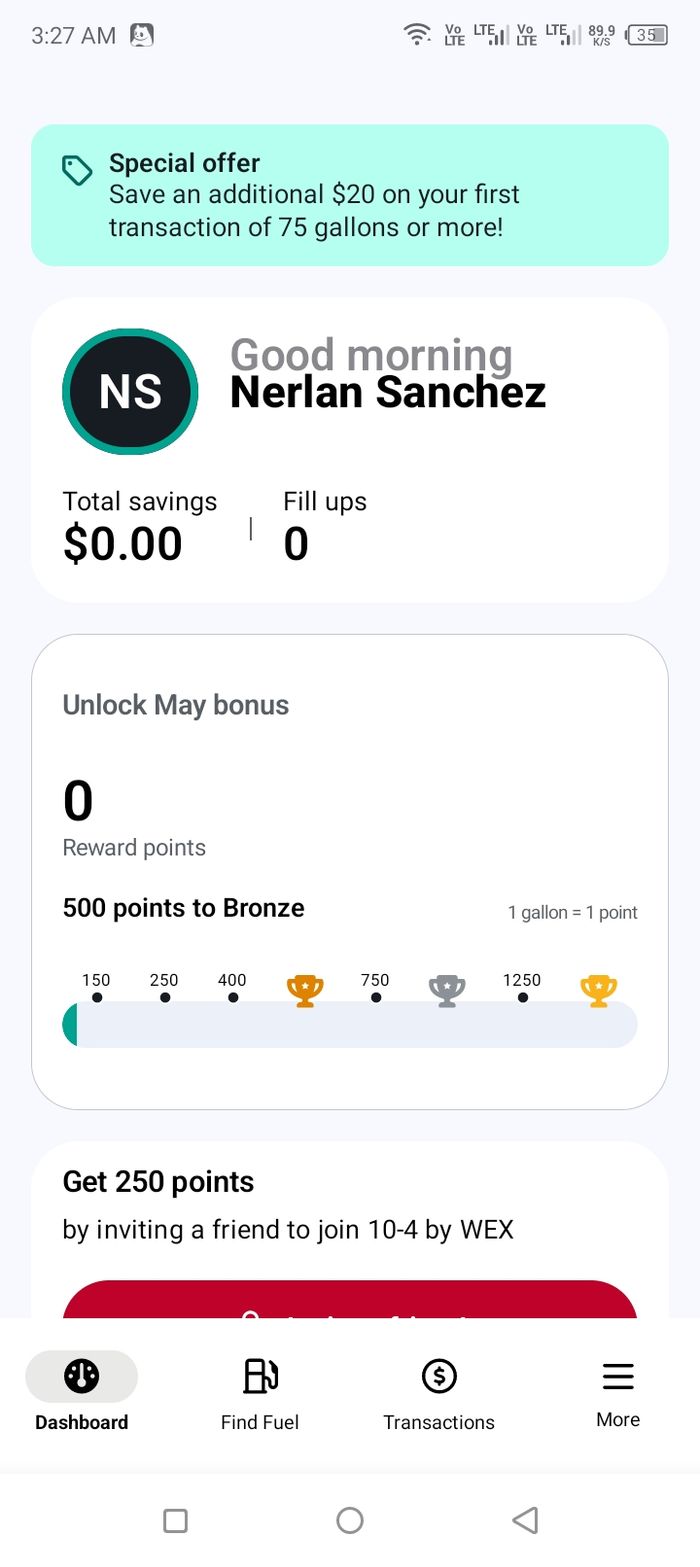 3:27 AM
Vo LTE LTE Vo LTE LTE 89.9 K/S 35
Special offer
Save an additional $20 on your first
transaction of 75 gallons or more!
NS
Good morning
Nerlan Sanchez
Total savings
Fill ups
$0.00
0
Unlock May bonus
0
Reward points
500 points to Bronze
1 gallon = 1 point
150 250 400 750 1250
Get 250 points
by inviting a friend to join 10-4 by WEX
Dashboard
Find Fuel
Transactions
More